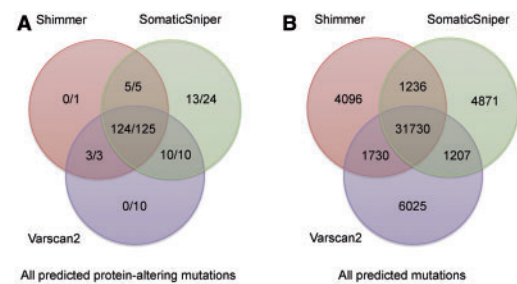 A
Shimmer
SomaticSniper
5/5
0/1
13/24
124/125
3/3
10/10
0/10
Varscan2
All predicted protein-altering mutations
B
Shimmer
SomaticSniper
1236
4096
4871
31730
1730
1207
6025
Varscan2
All predicted mutations